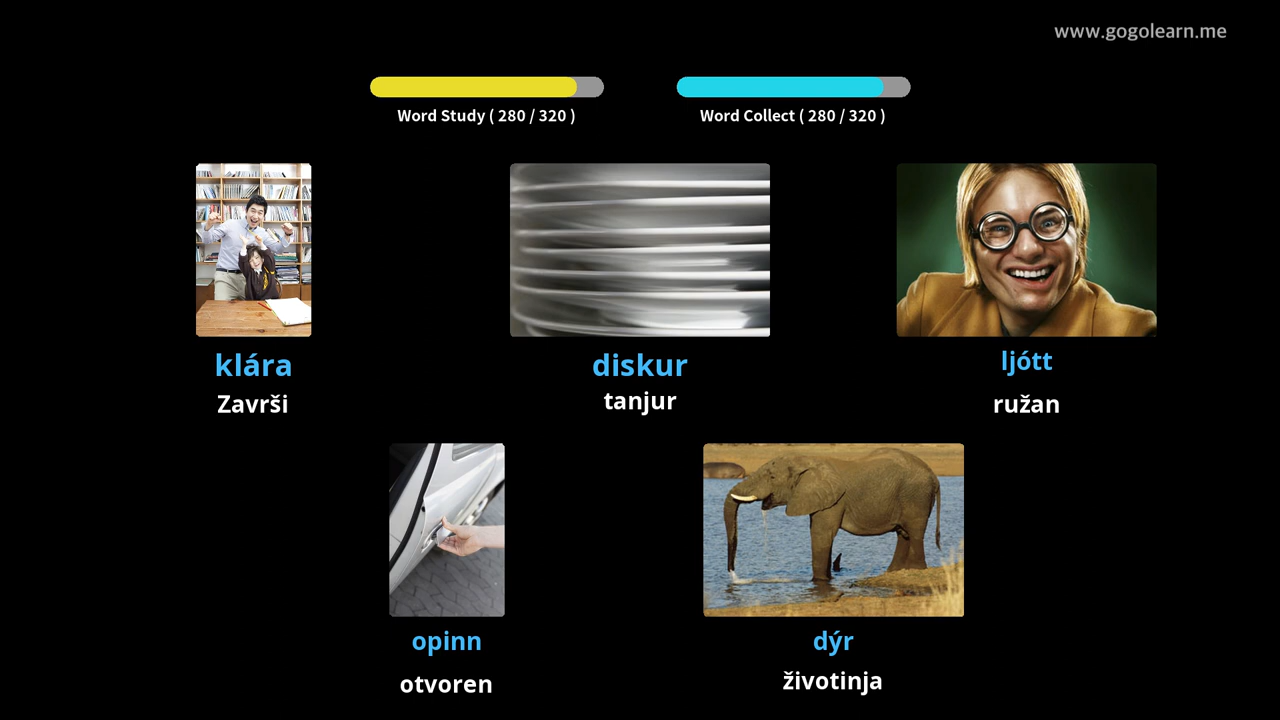 www.gogolearn.me
Word Study ( 280 / 320 )
Word Collect ( 280 / 320 )
klára
Završi
diskur
tanjur
ljótt
ružan
opinn
otvoren
dýr
životinja